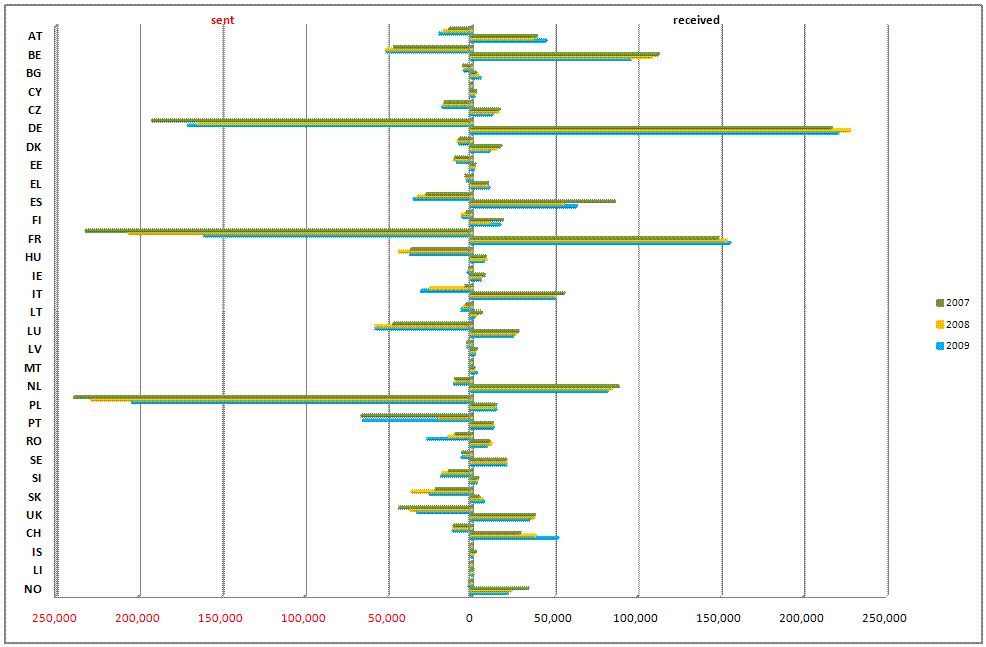 sent received
AT
BE
BG
CY
CZ
DE
DK
EE
EL
ES
FI
FR
HU
IE
IT
2007
LT
2008
LU
2009
LV
MT
NL
PL
PT
RO
SE
SI
SK
UK
CH
IS
LI
NO
250,000 200,000 150,000 100,000 50,000 0 50,000 100,000 150,000 200,000 250,000